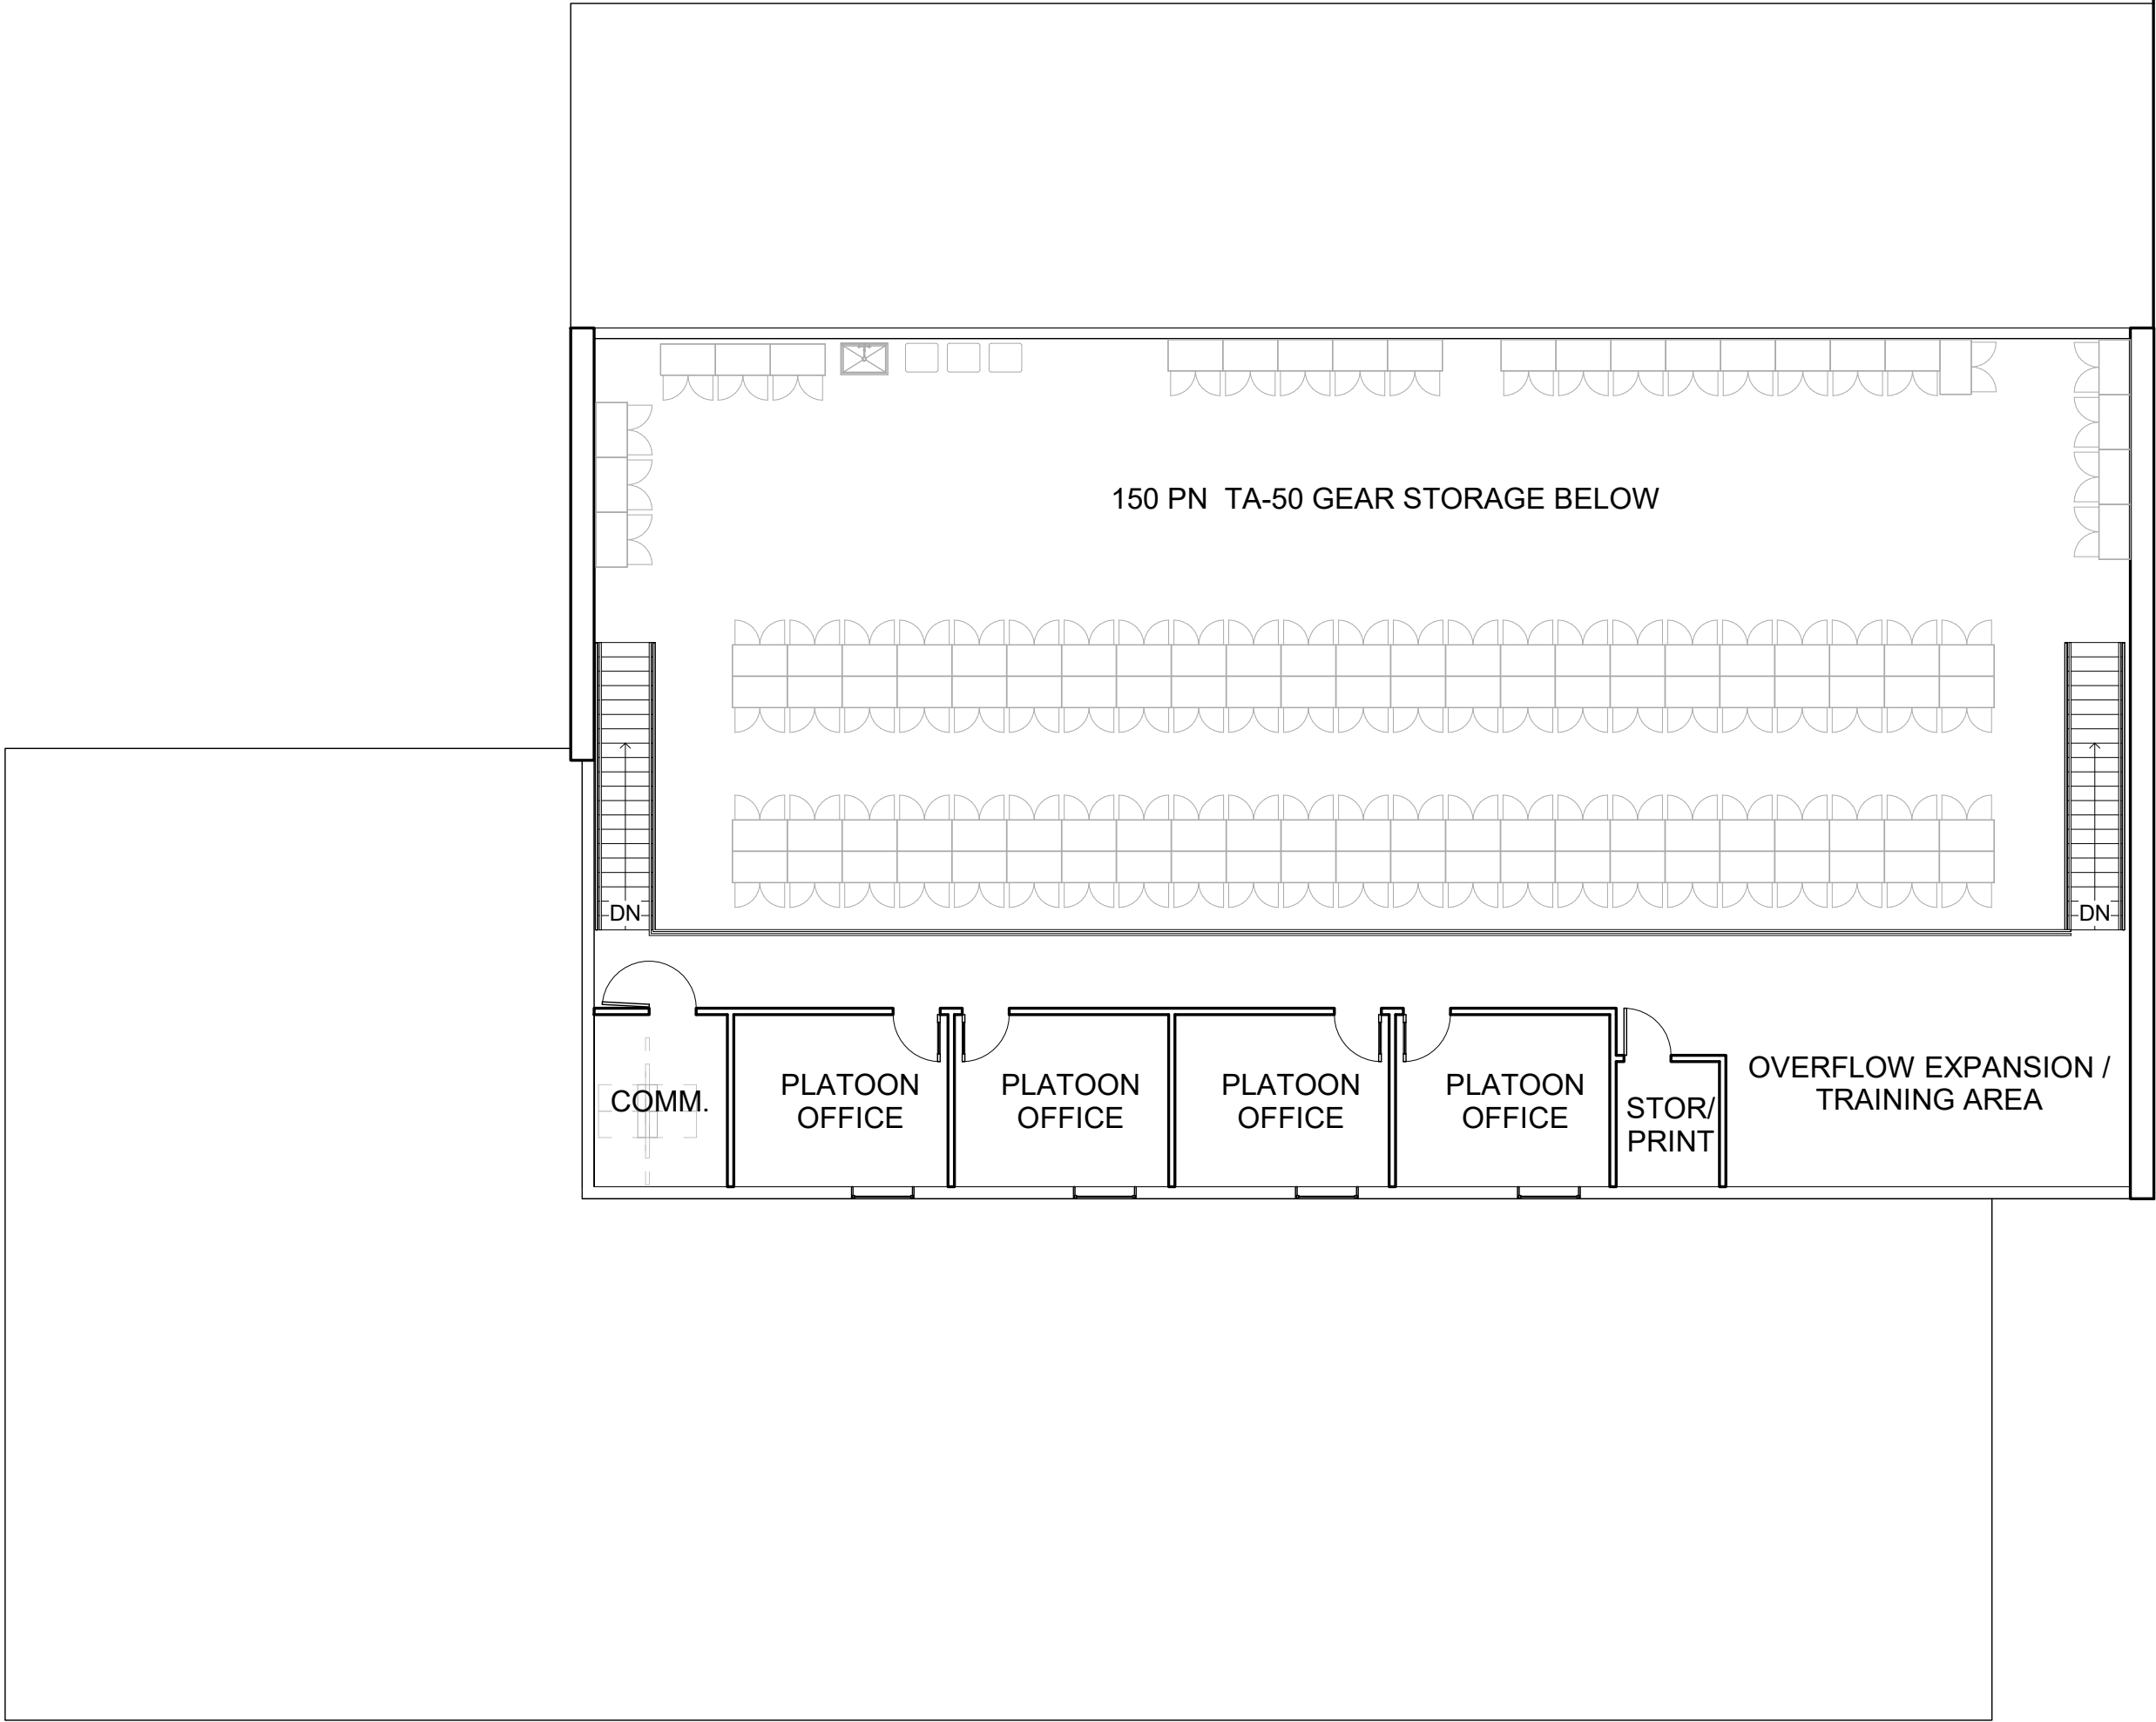 150 PN  TA-50 GEAR STORAGE BELOW
DN
DN
COMM.
PLATOON
OFFICE
PLATOON
OFFICE
PLATOON
OFFICE
PLATOON
OFFICE
STOR/
PRINT
OVERFLOW EXPANSION /
TRAINING AREA